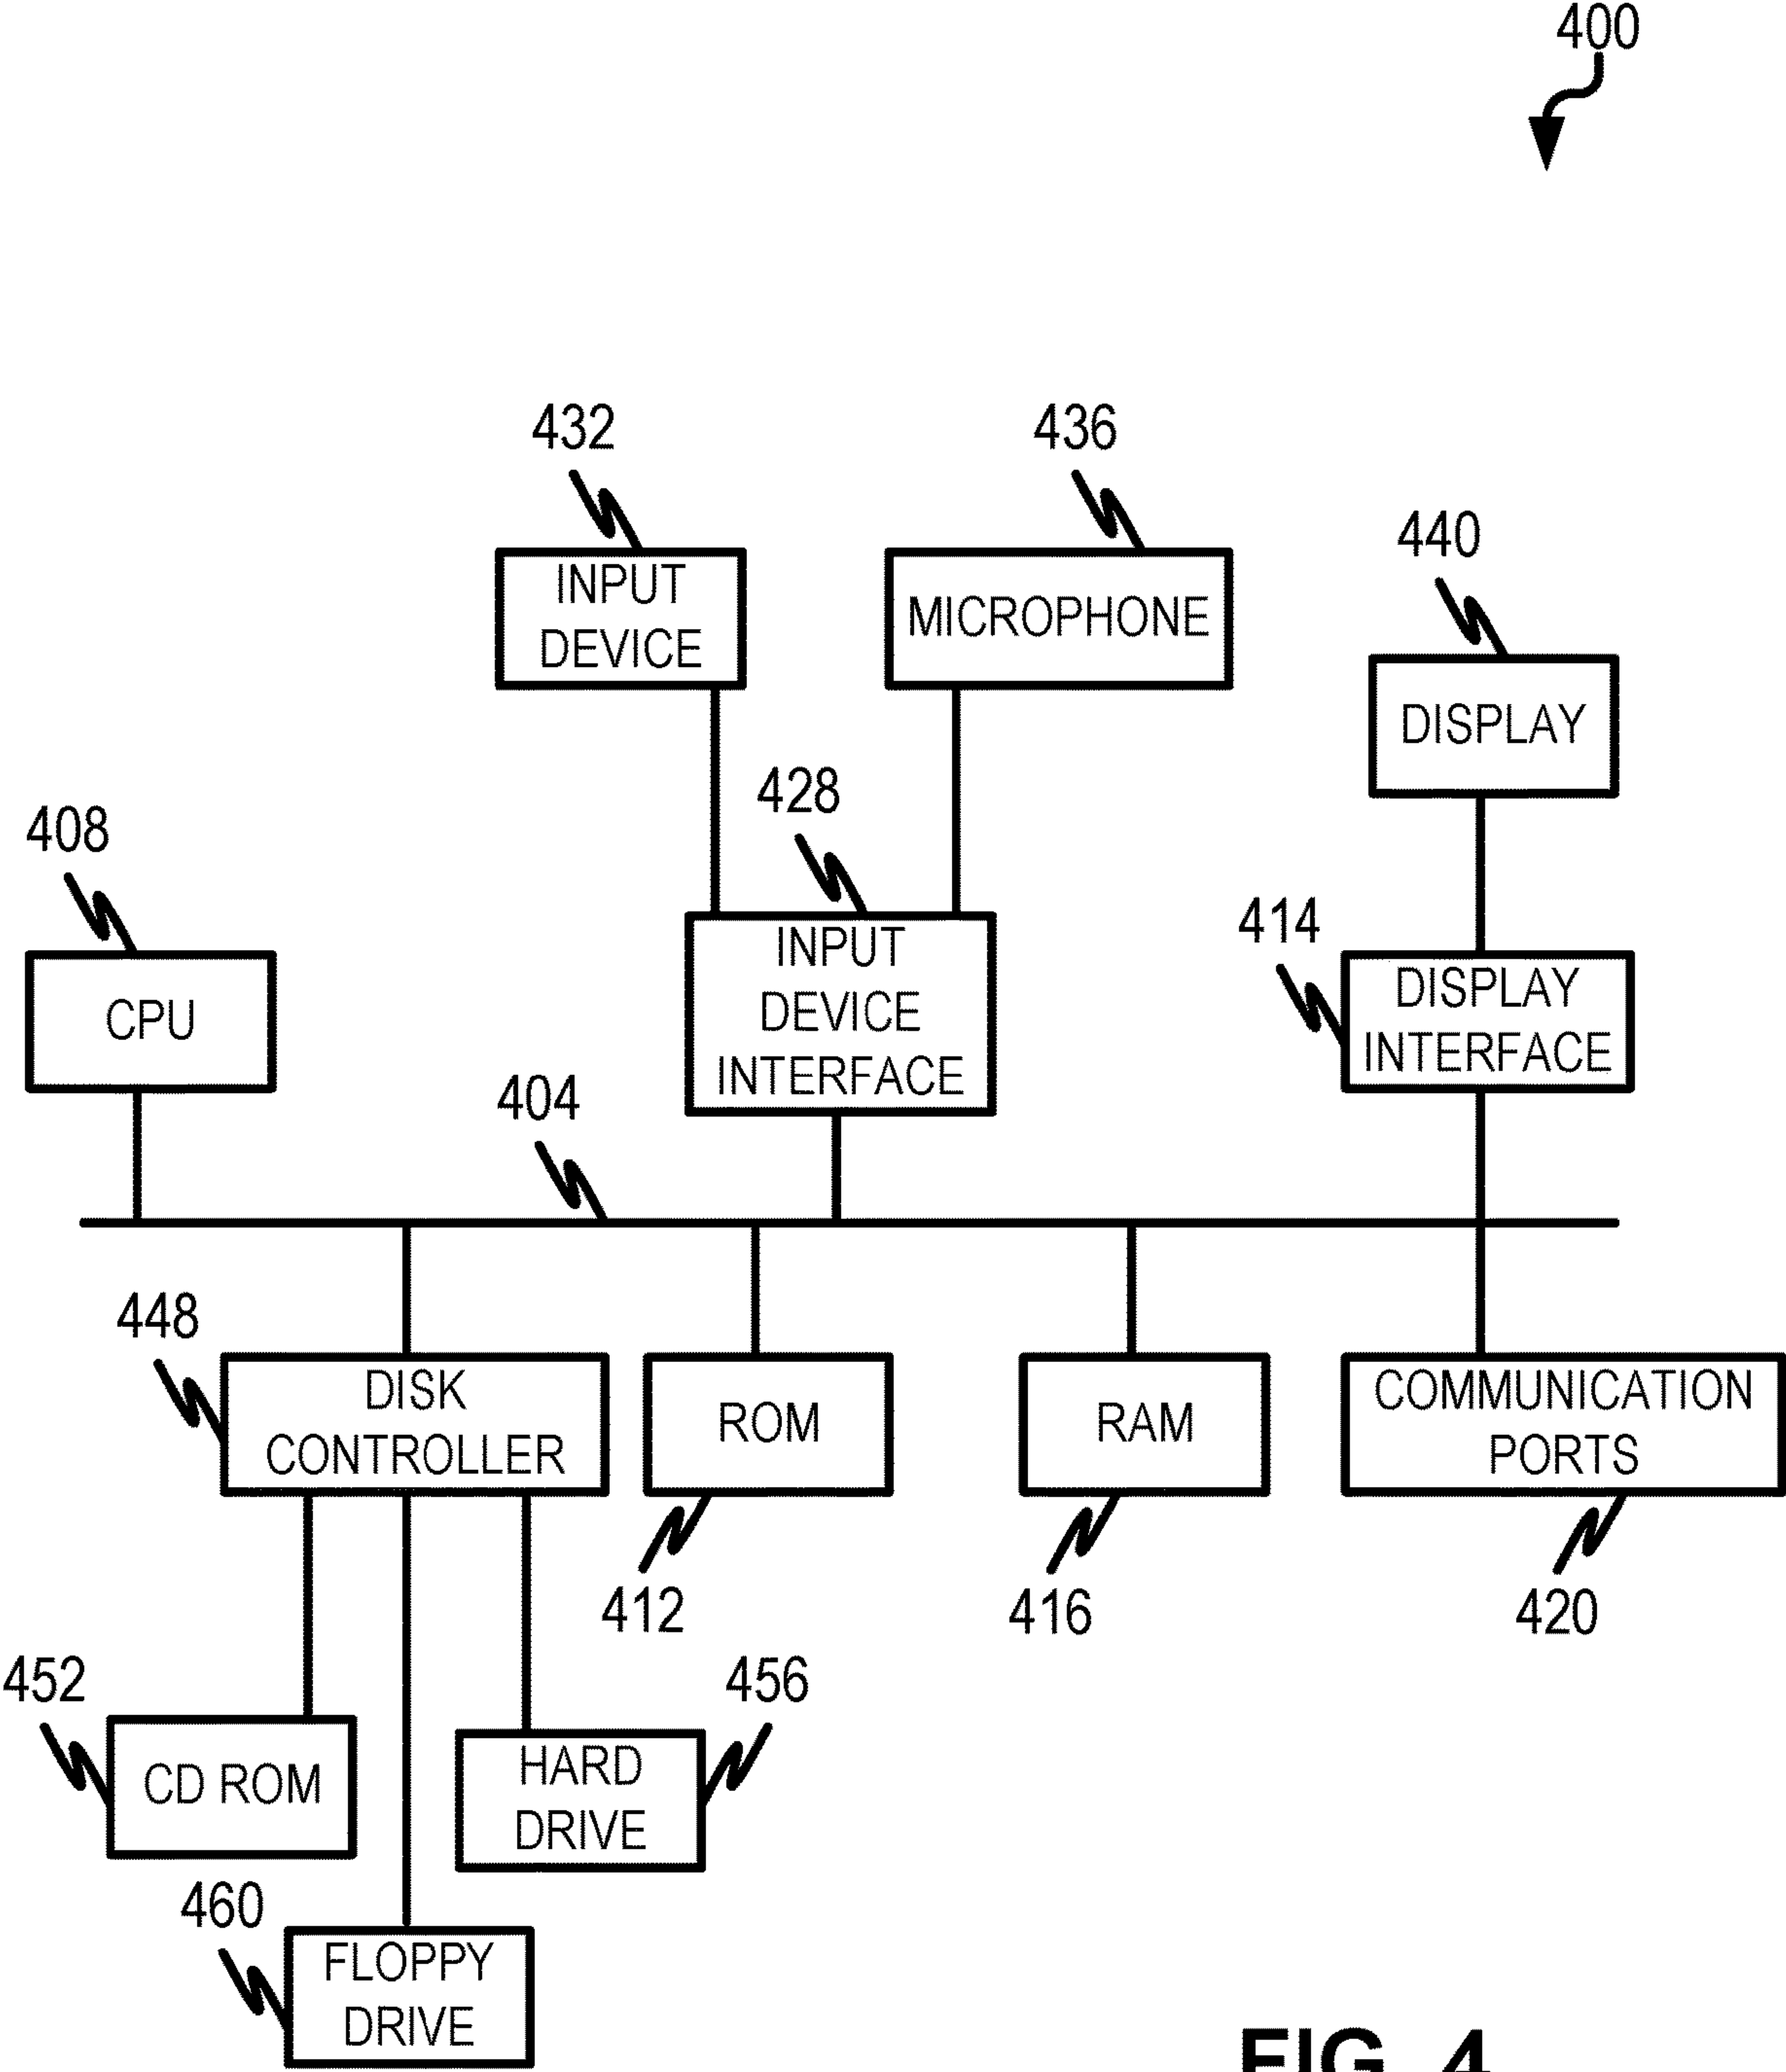 400
432
436
INPUT
DEVICE
MICROPHONE
440
DISPLAY
428
408
414
INPUT
DEVICE
INTERFACE
CPU
DISPLAY
INTERFACE
404
448
DISK
CONTROLLER
ROM
RAM
COMMUNICATION
PORTS
412
416
420
452
456
CD ROM
HARD
DRIVE
460
FLOPPY
DRIVE
FIG. 4